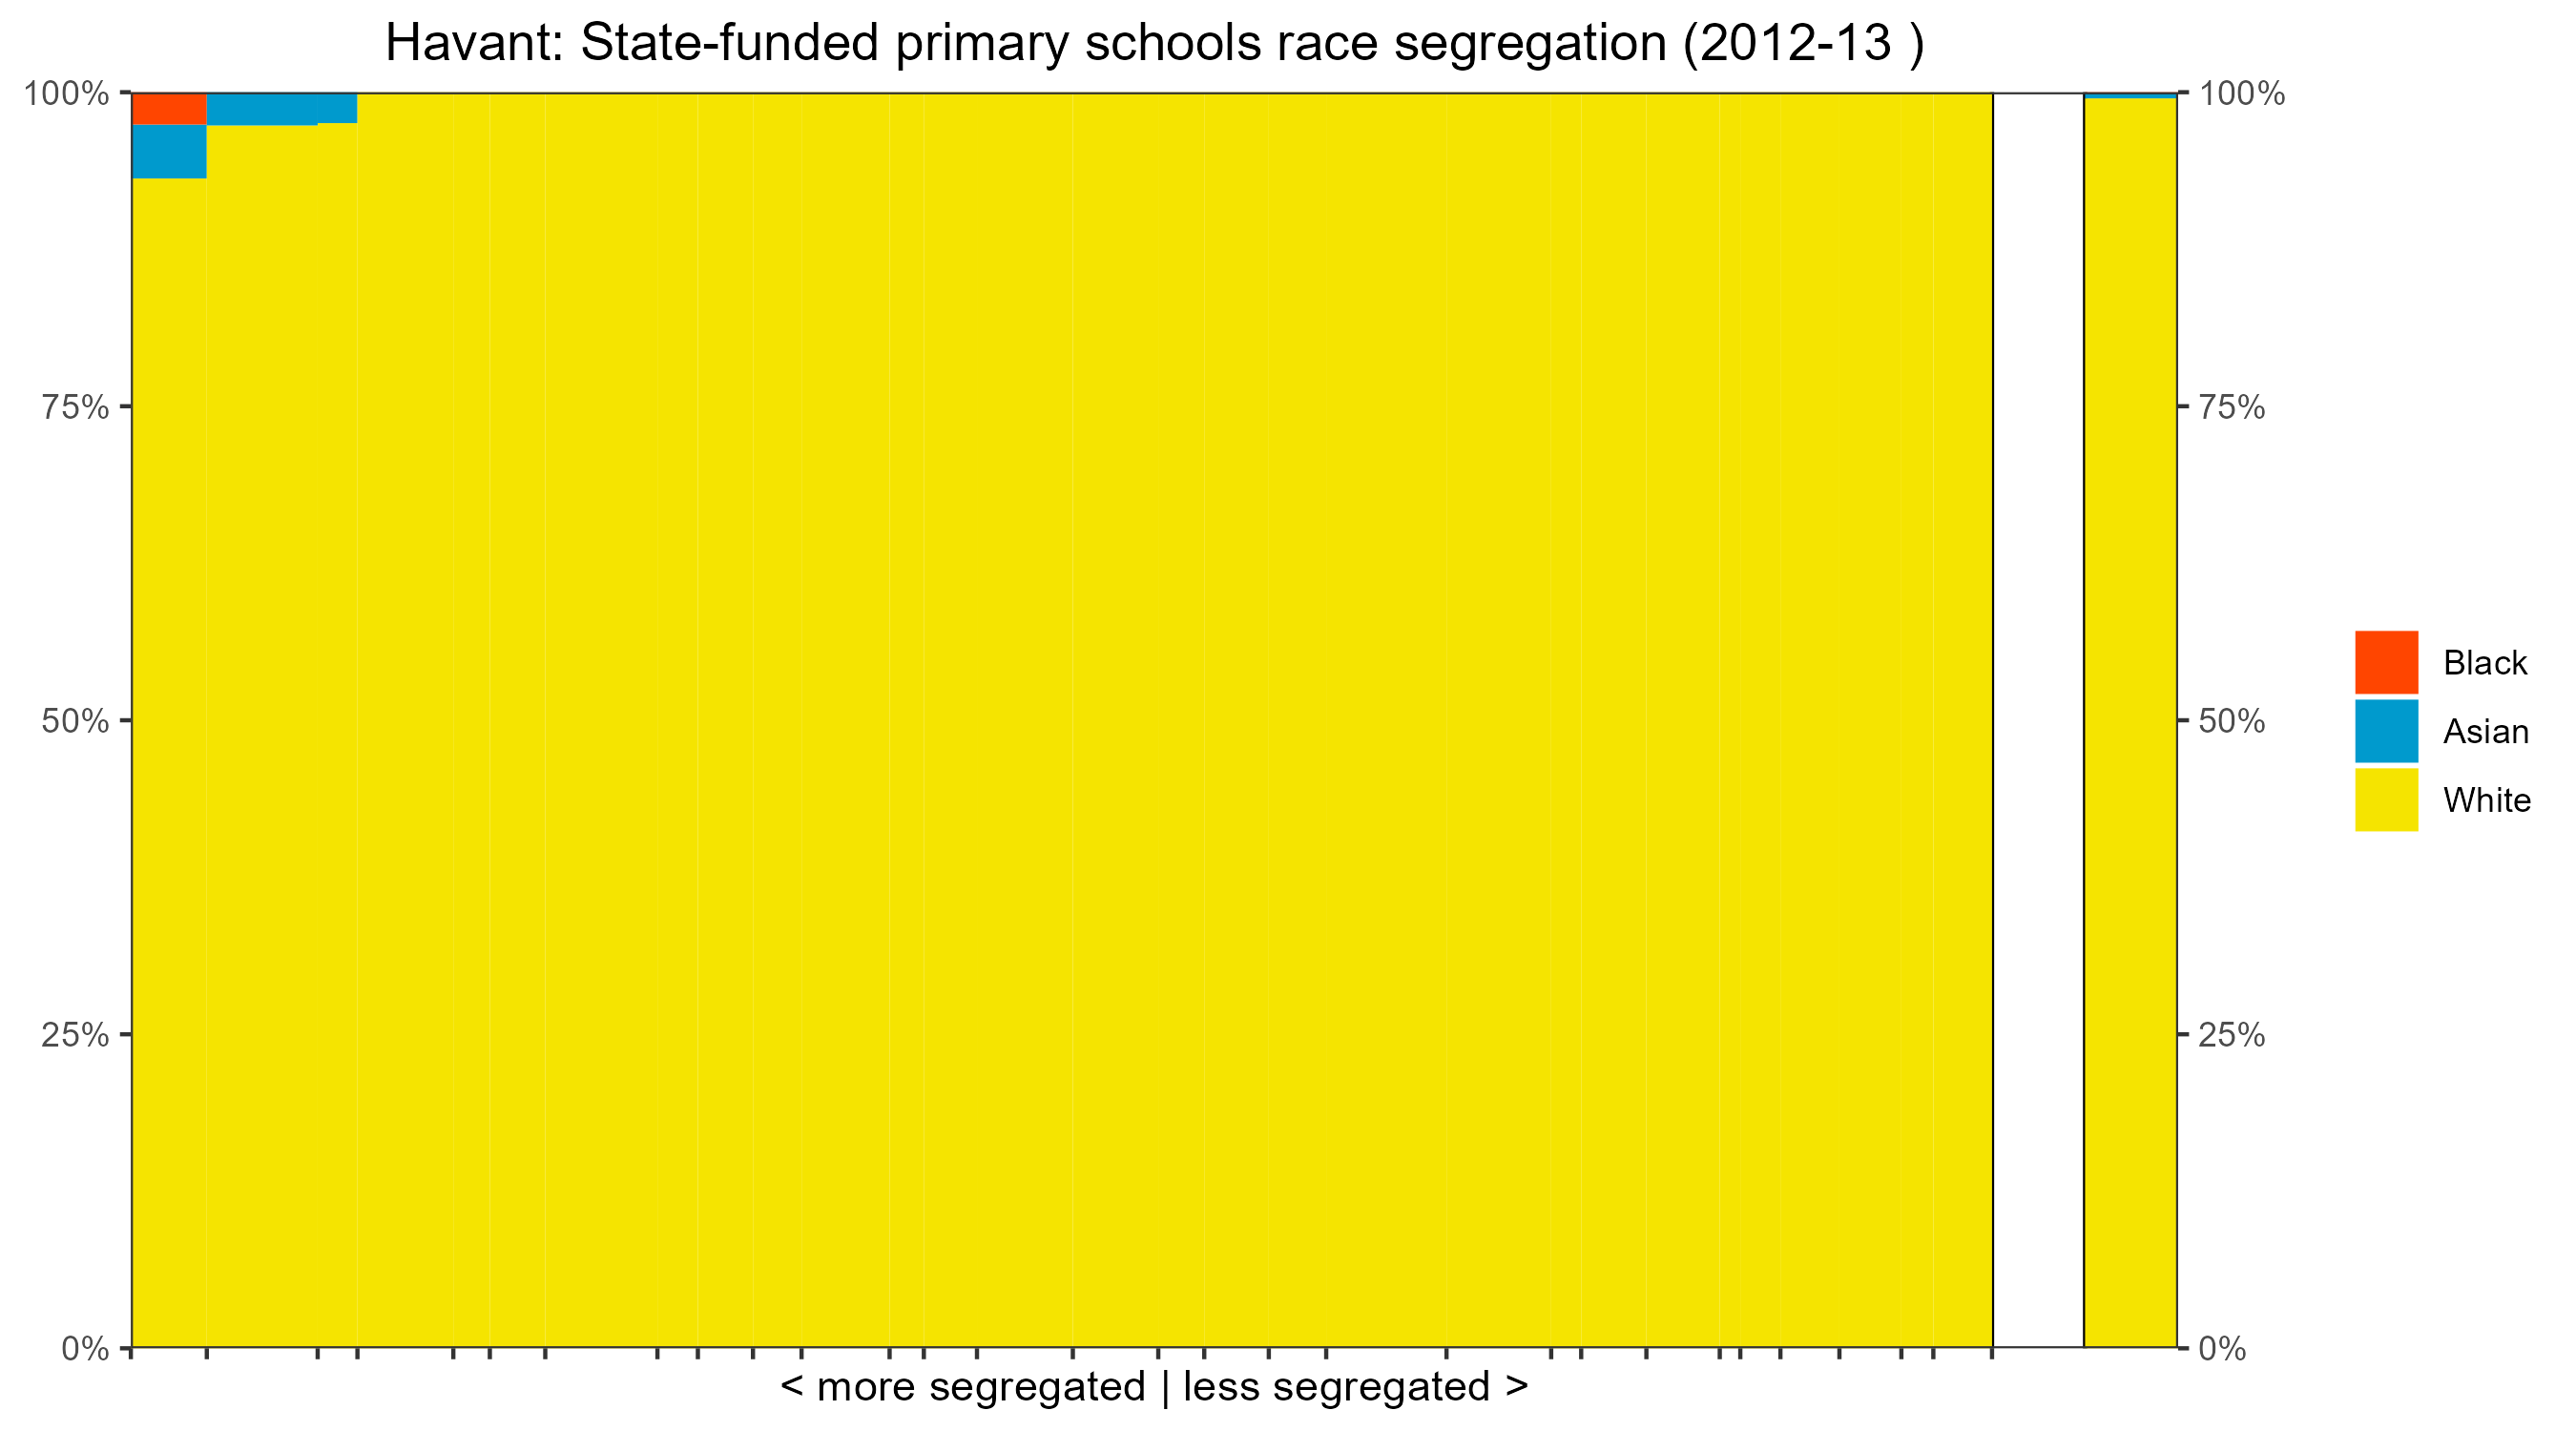 Havant: State-funded primary schools race segregation (2012-13 )
100%
75%
50%
25%
0%
100%
75%
50%
25%
0%
Black
Asian
White
< more segregated | less segregated >